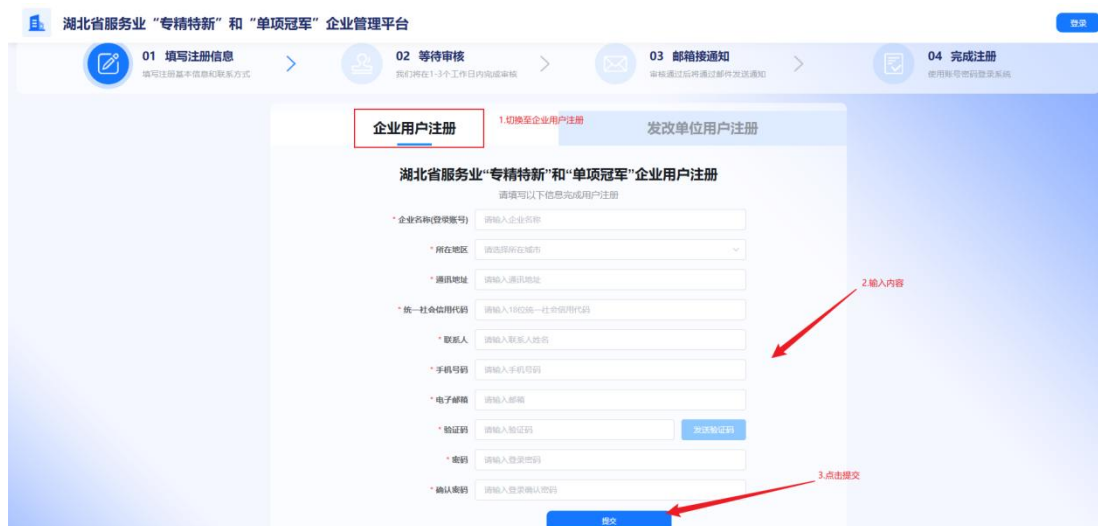 湖北省服务业“专精特新”和“单项冠军”企业管理平台
登录
01 填写注册信息
填写注册基本信息和联系方式
02 等待审核
我们将在1-3个工作日内完成审核
03 邮箱接通知
审核通过后将通过邮件发送通知
04 完成注册
使用账号密码登录系统
企业用户注册
1.切换至企业用户注册
发改单位用户注册
湖北省服务业“专精特新”和“单项冠军”企业用户注册
请填写以下信息完成用户注册
* 企业名称(登录账号) 请输入企业名称
* 所在地区 请选择所在城市
* 通讯地址 请输入通讯地址
2.输入内容
* 统一社会信用代码 请输入18位统一社会信用代码
* 联系人 请输入联系人姓名
* 手机号码 请输入手机号码
* 电子邮箱 请输入邮箱
* 验证码 请输入验证码 发送验证码
* 密码 请输入登录密码
3.点击提交
* 确认密码 请输入登录确认密码
提交